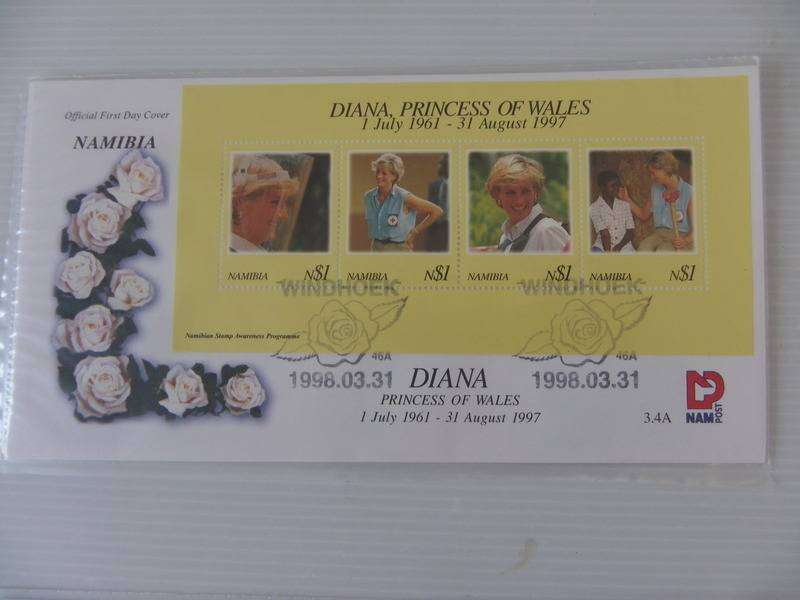 Official First Day Cover
NAMIBIA
DIANA, PRINCESS OF WALES
1 July 1961 - 31 August 1997
NAMIBIA N$1
NAMIBIA N$1
NAMIBIA N$1
NAMIBIA N$1
WINDHOEK
WINDHOEK
Namibian Stamp Awareness Programme
46A
46A
1998.03.31
1998.03.31
DIANA
PRINCESS OF WALES
1 July 1961 - 31 August 1997
3.4A
NAM
POST